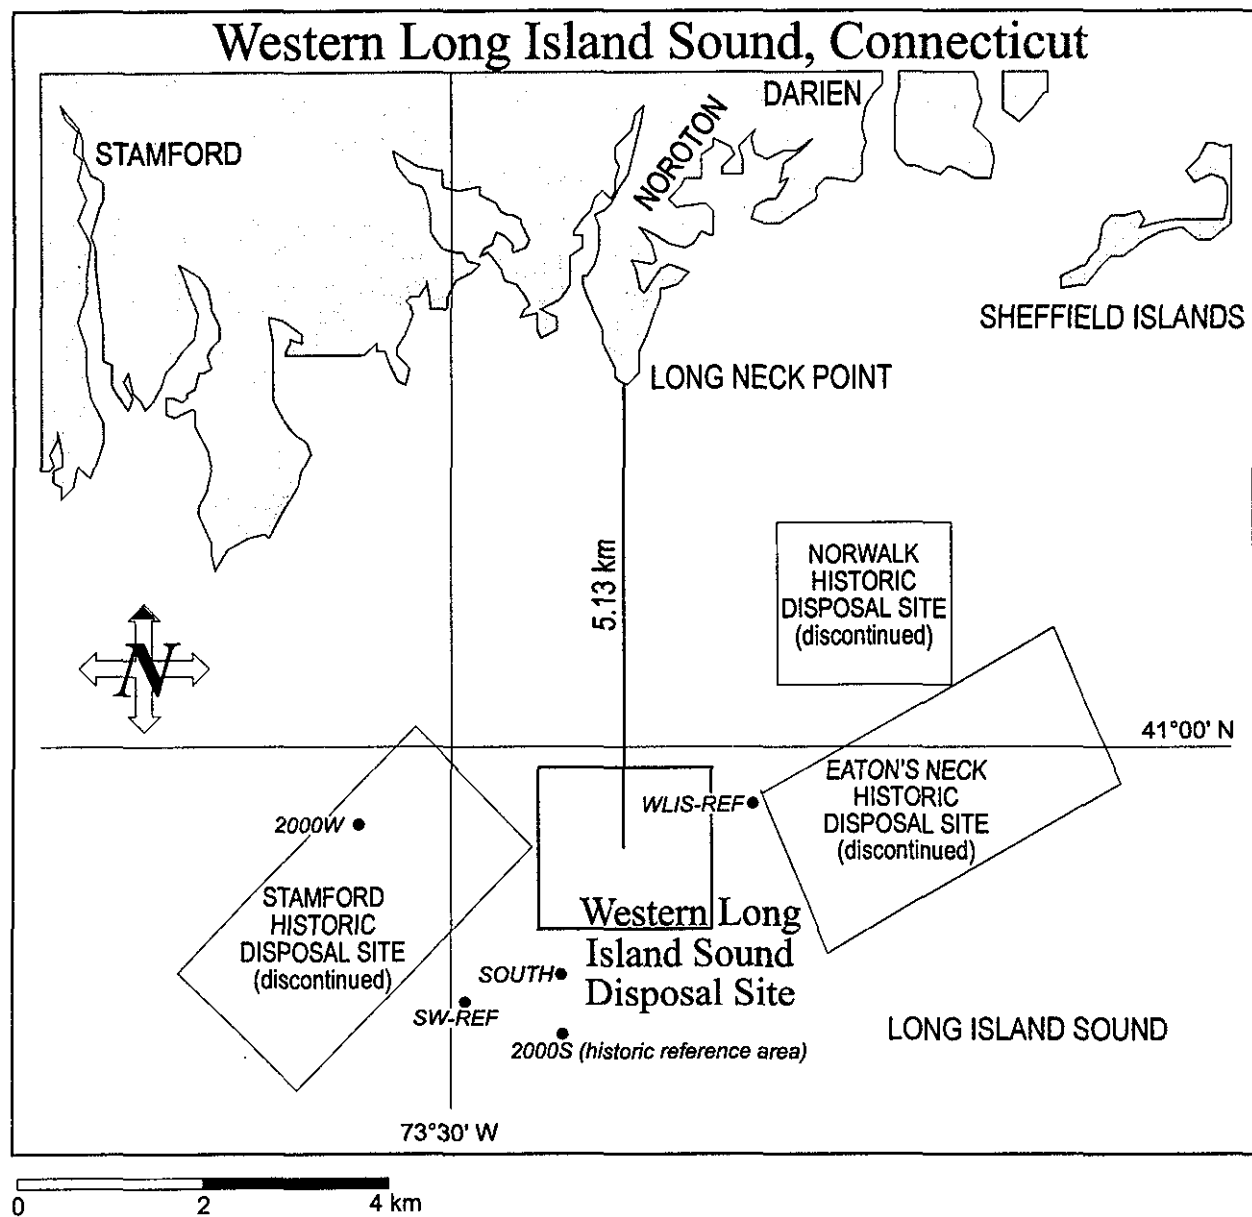 Western Long Island Sound, Connecticut
DARIEN
NOROTON
STAMFORD
SHEFFIELD ISLANDS
LONG NECK POINT
5.13 km
NORWALK
HISTORIC
DISPOSAL SITE
(discontinued)
N
41°00' N
EATON'S NECK
HISTORIC
DISPOSAL SITE
(discontinued)
WLIS-REF
2000W
STAMFORD
HISTORIC
DISPOSAL SITE
(discontinued)
Western Long
Island Sound
Disposal Site
SOUTH
SW-REF
2000S (historic reference area)
LONG ISLAND SOUND
73°30' W
0 2 4 km